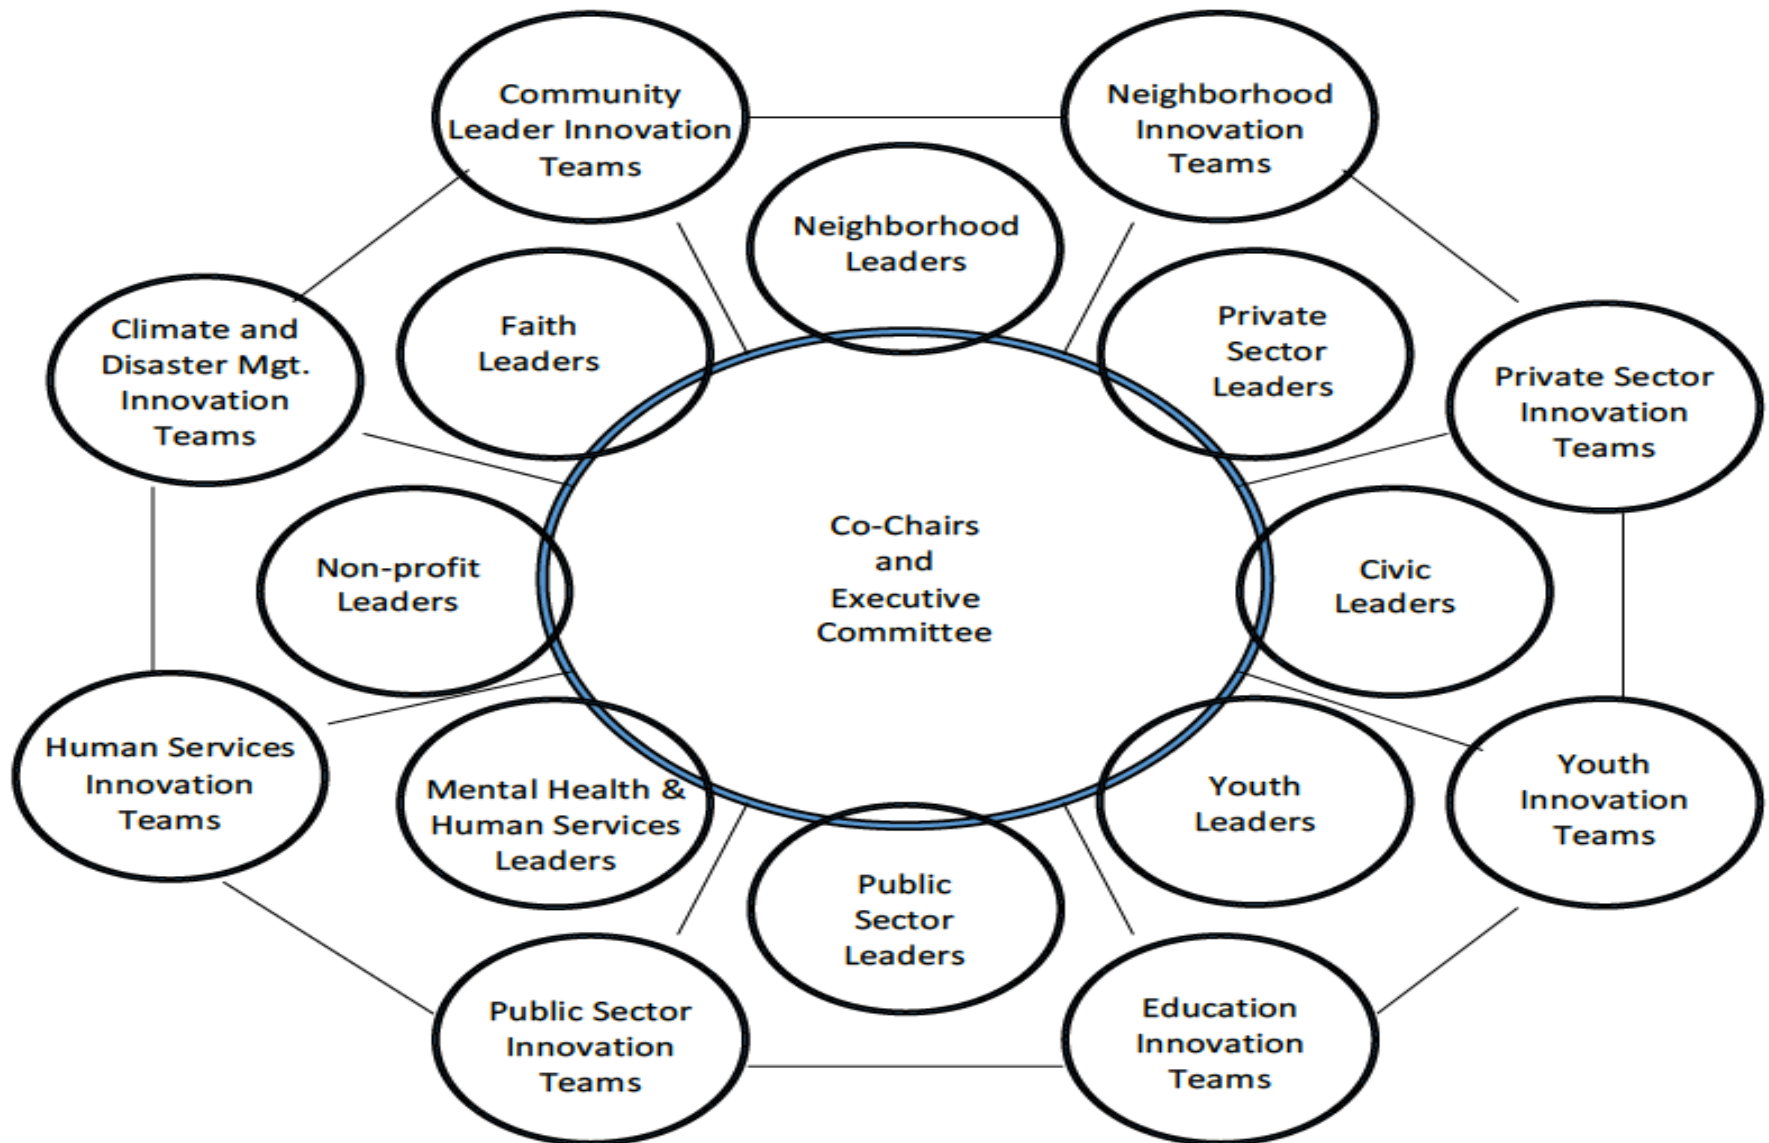 Community
Leader Innovation
Teams
Neighborhood
Innovation
Teams
Neighborhood
Leaders
Faith
Leaders
Private
Sector
Leaders
Climate and
Disaster Mgt.
Innovation
Teams
Private Sector
Innovation
Teams
Non-profit
Leaders
Co-Chairs
and
Executive
Committee
Civic
Leaders
Human Services
Innovation
Teams
Mental Health &
Human Services
Leaders
Youth
Leaders
Youth
Innovation
Teams
Public
Sector
Leaders
Public Sector
Innovation
Teams
Education
Innovation
Teams